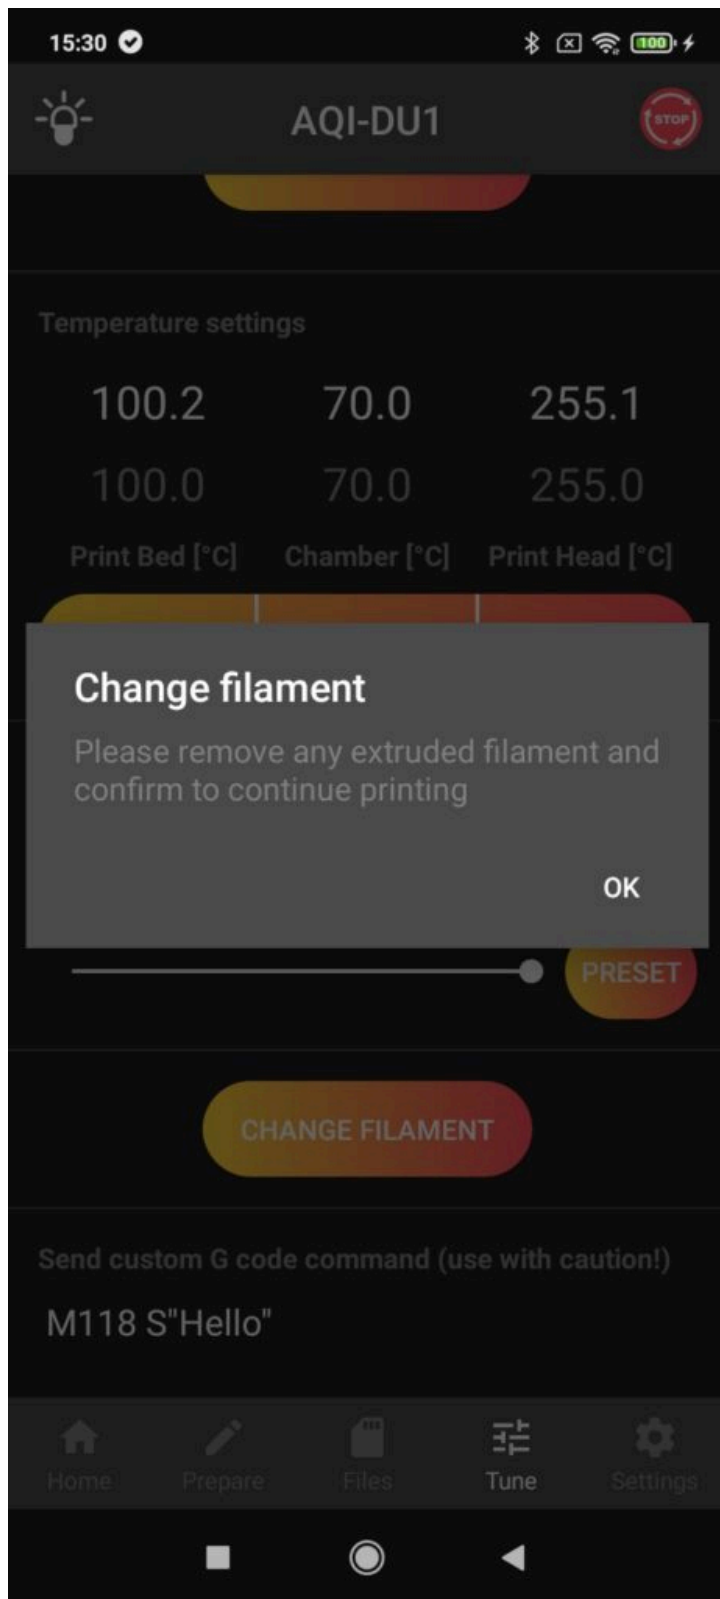 15:30
100
AQI-DU1
STOP
Temperature settings
100.2 70.0 255.1
100.0 70.0 255.0
Print Bed [°C] Chamber [°C] Print Head [°C]
Change filament
Please remove any extruded filament and
confirm to continue printing
OK
PRESET
CHANGE FILAMENT
Send custom G code command (use with caution!)
M118 S"Hello"
Home Prepare Files Tune Settings